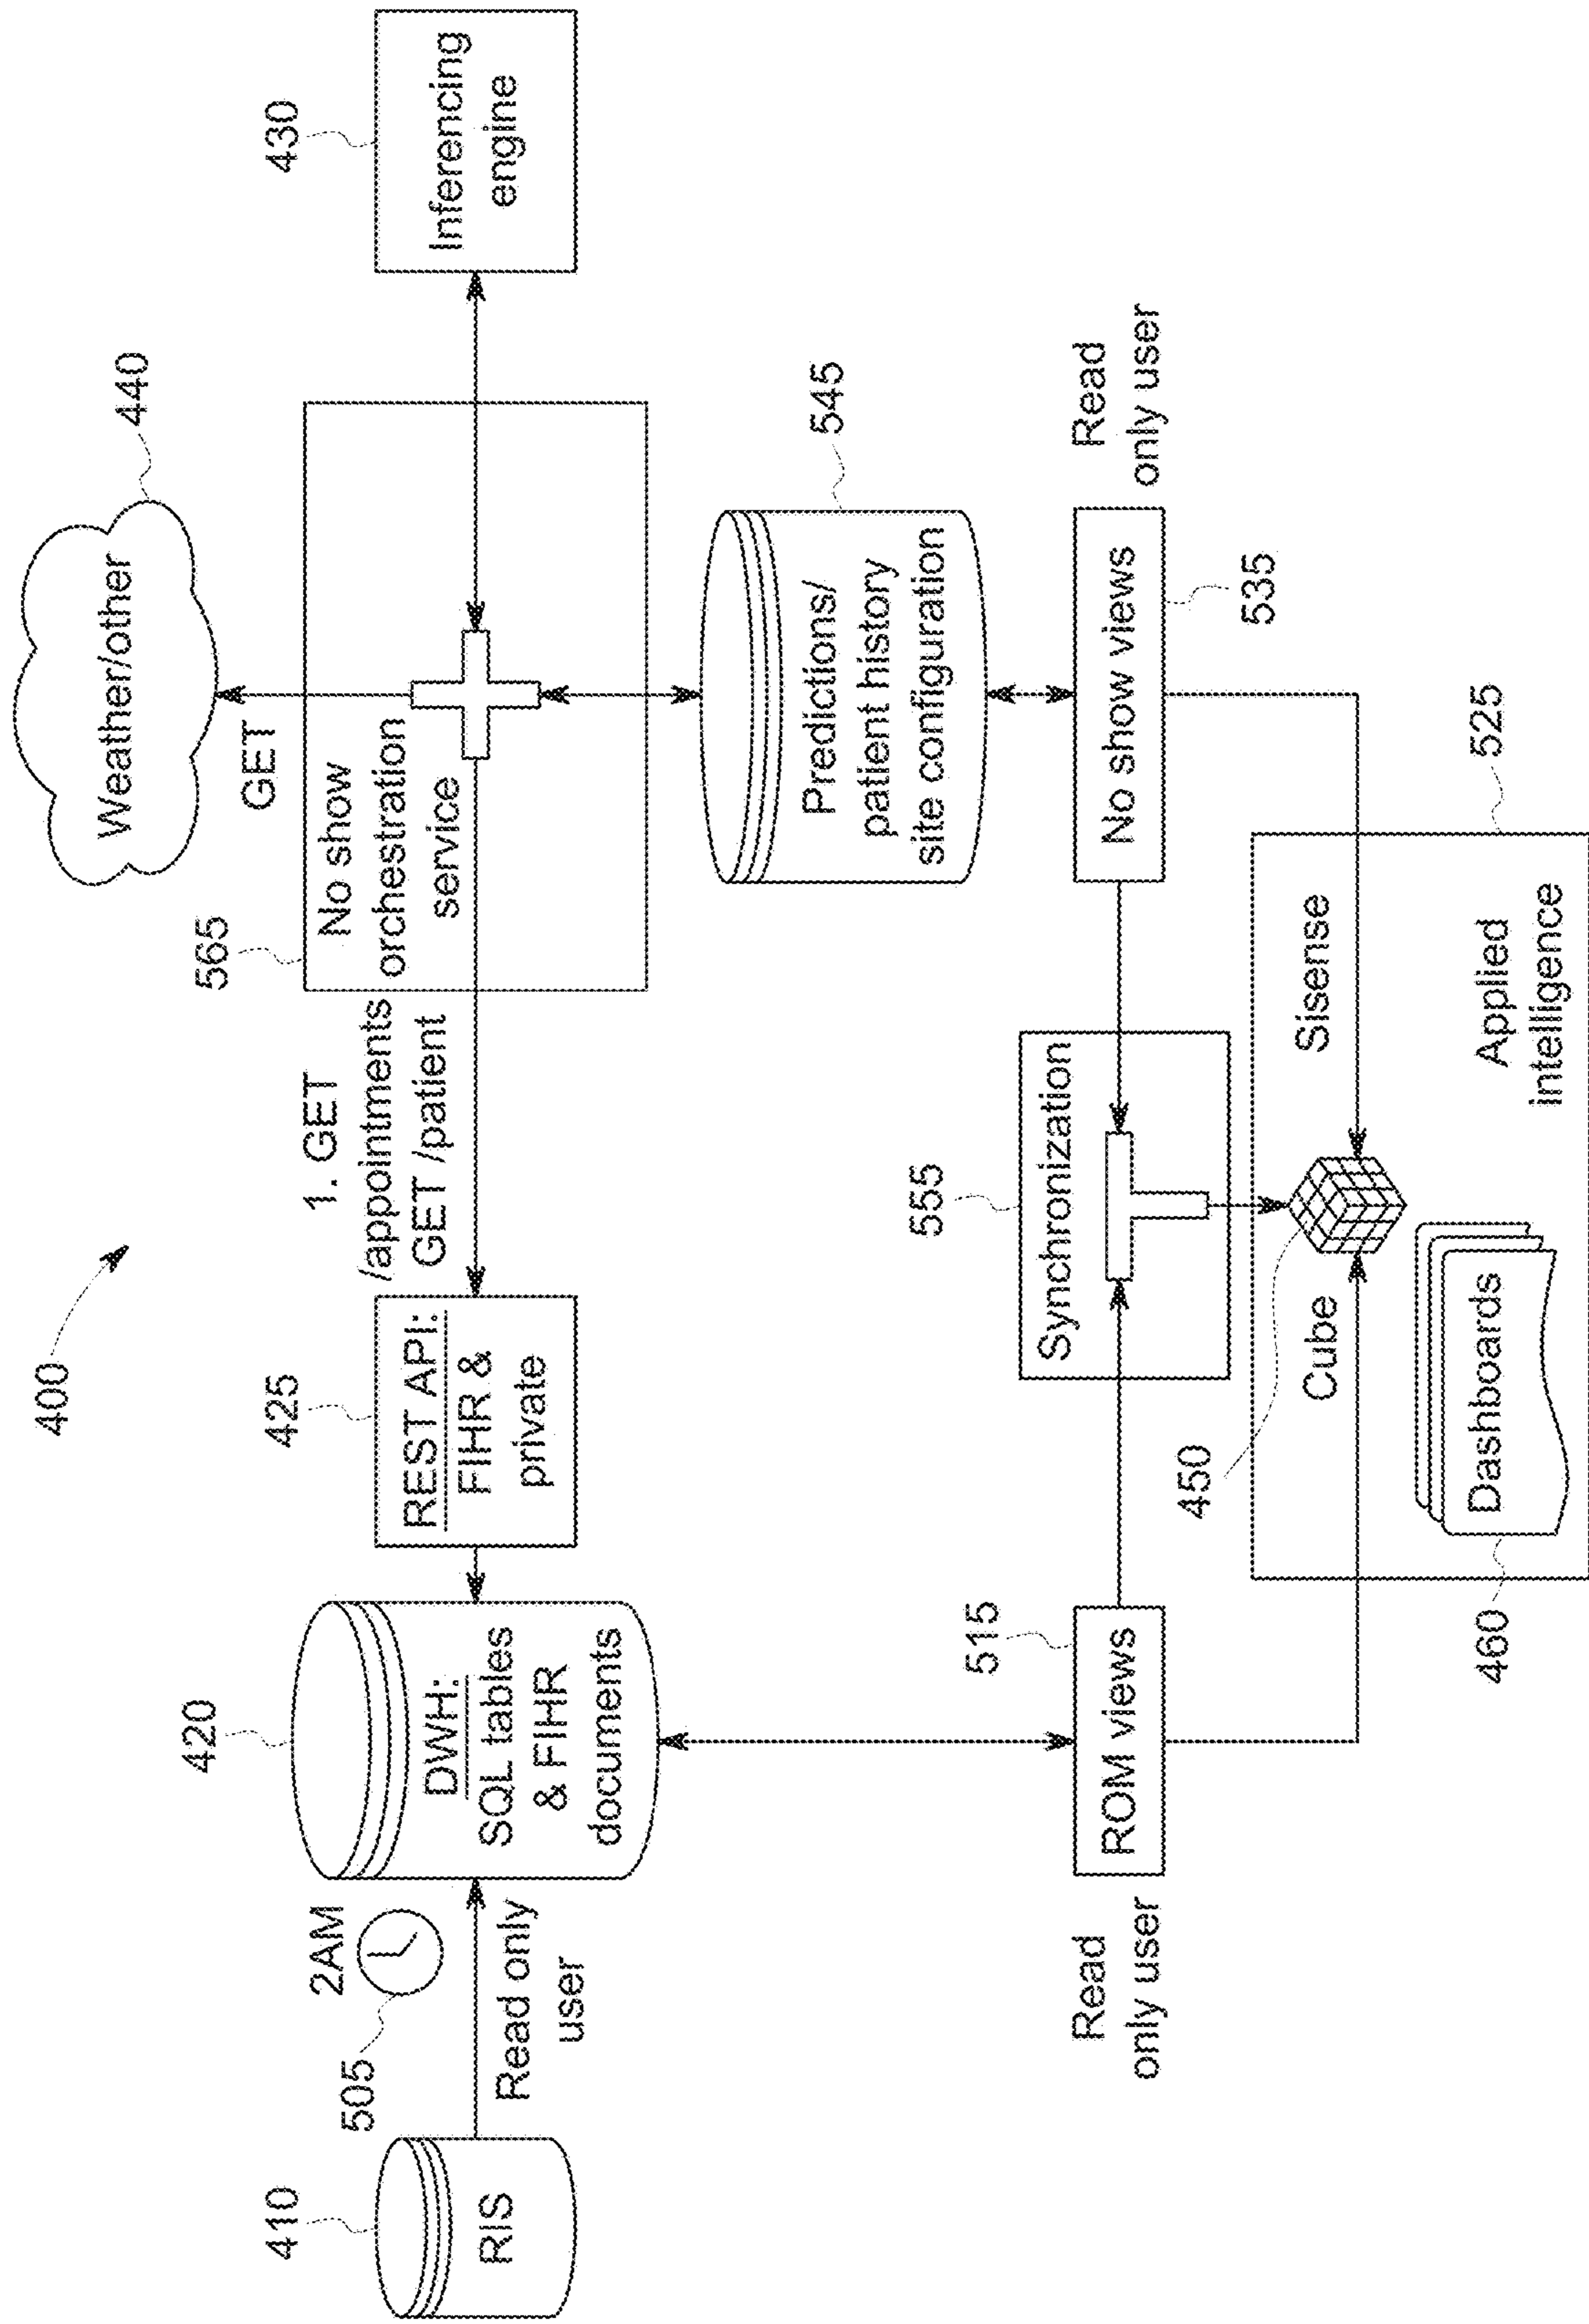 400
410
RIS
505
2AM
Read only
user
420
DWH:
SQL tables
& FIHR
documents
425
REST API:
FIHR &
private
1. GET
/appointments
GET /patient
565
No show
orchestration
service
GET
Weather/other
440
430
Inferencing
engine
545
Predictions/
patient history
site configuration
Read
only user
515
ROM views
555
Synchronization
No show views
535
Read
only user
450
Cube
Sisense
525
460
Dashboards
Applied
intelligence